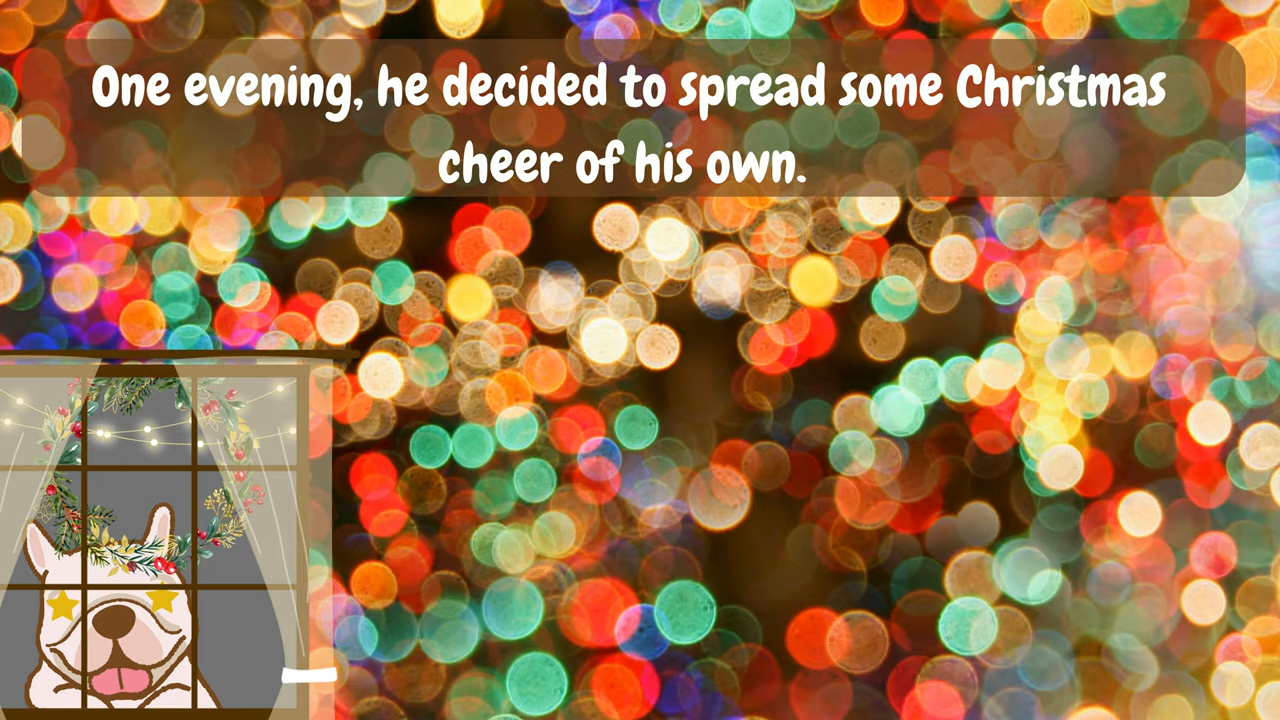 One evening, he decided to spread some Christmas
cheer of his own.